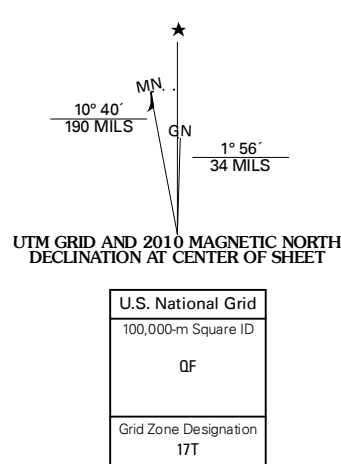 ★
MN
10° 40´
190 MILS
GN
1° 56´
34 MILS
UTM GRID AND 2010 MAGNETIC NORTH
DECLINATION AT CENTER OF SHEET
U.S. National Grid
100,000-m Square ID
QF
Grid Zone Designation
17T